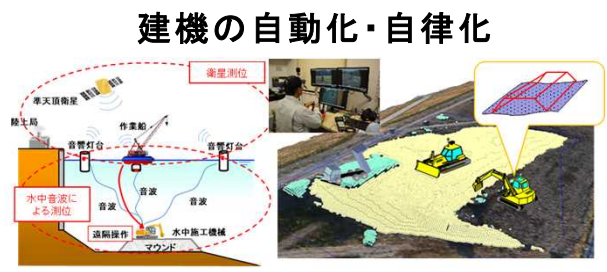 建機の自動化・自律化
衛星測位
準天頂衛星
陸上局
作業船
音響灯台
音響灯台
水中音波に
よる測位
音波
音波
音波
遠隔操作
水中施工機械
マウンド